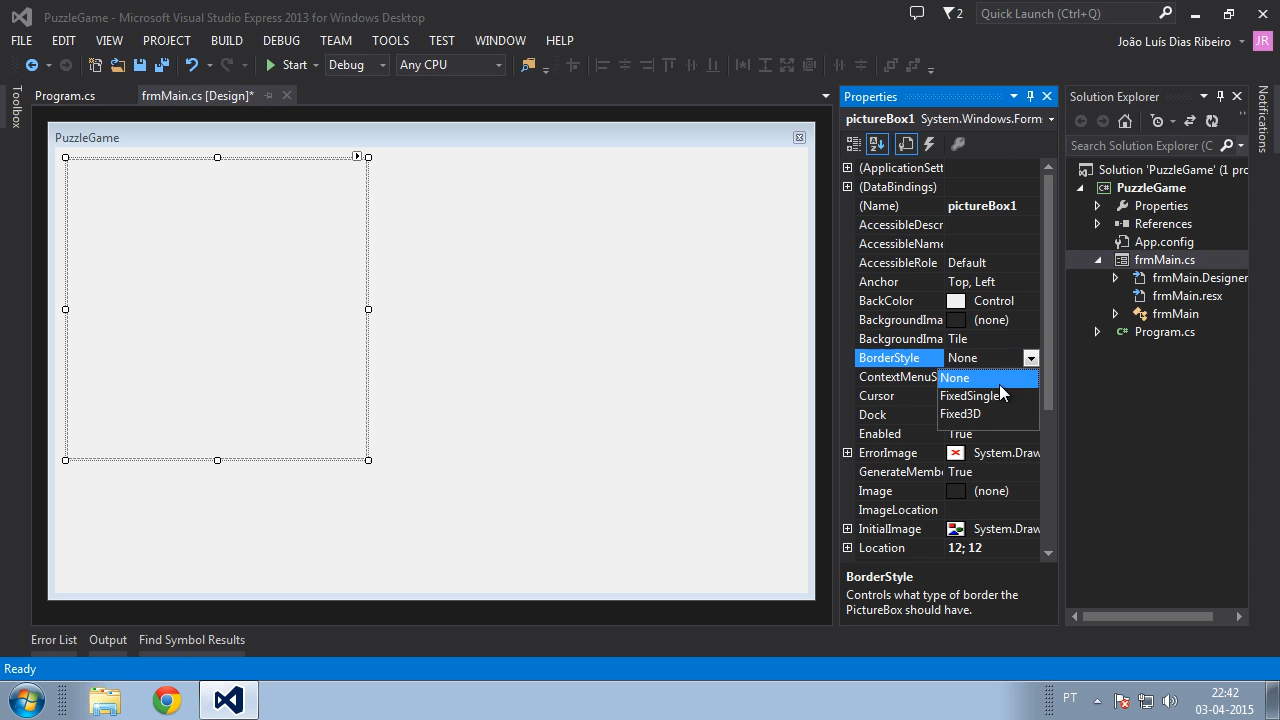 PuzzleGame - Microsoft Visual Studio Express 2013 for Windows Desktop
2
Quick Launch (Ctrl+Q)
FILE EDIT VIEW PROJECT BUILD DEBUG TEAM TOOLS TEST WINDOW HELP
João Luís Dias Ribeiro
JR
Start
Debug
Any CPU
Toolbox
Program.cs
frmMain.cs [Design]*
PuzzleGame
Properties
pictureBox1 System.Windows.Form
(ApplicationSett
(DataBindings)
(Name) pictureBox1
AccessibleDescr
AccessibleName
AccessibleRole Default
Anchor Top, Left
BackColor Control
BackgroundIma (none)
BackgroundIma Tile
BorderStyle None
ContextMenuS
None
Cursor
FixedSingle
Dock
Fixed3D
Enabled True
ErrorImage System.Draw
GenerateMembe True
Image (none)
ImageLocation
InitialImage System.Draw
Location 12; 12
BorderStyle
Controls what type of border the
PictureBox should have.
Solution Explorer
Search Solution Explorer (C
Solution 'PuzzleGame' (1 pro
C# PuzzleGame
Properties
References
App.config
frmMain.cs
frmMain.Designer
frmMain.resx
frmMain
C# Program.cs
Notifications
Error List Output Find Symbol Results
Ready
PT
22:42
03-04-2015